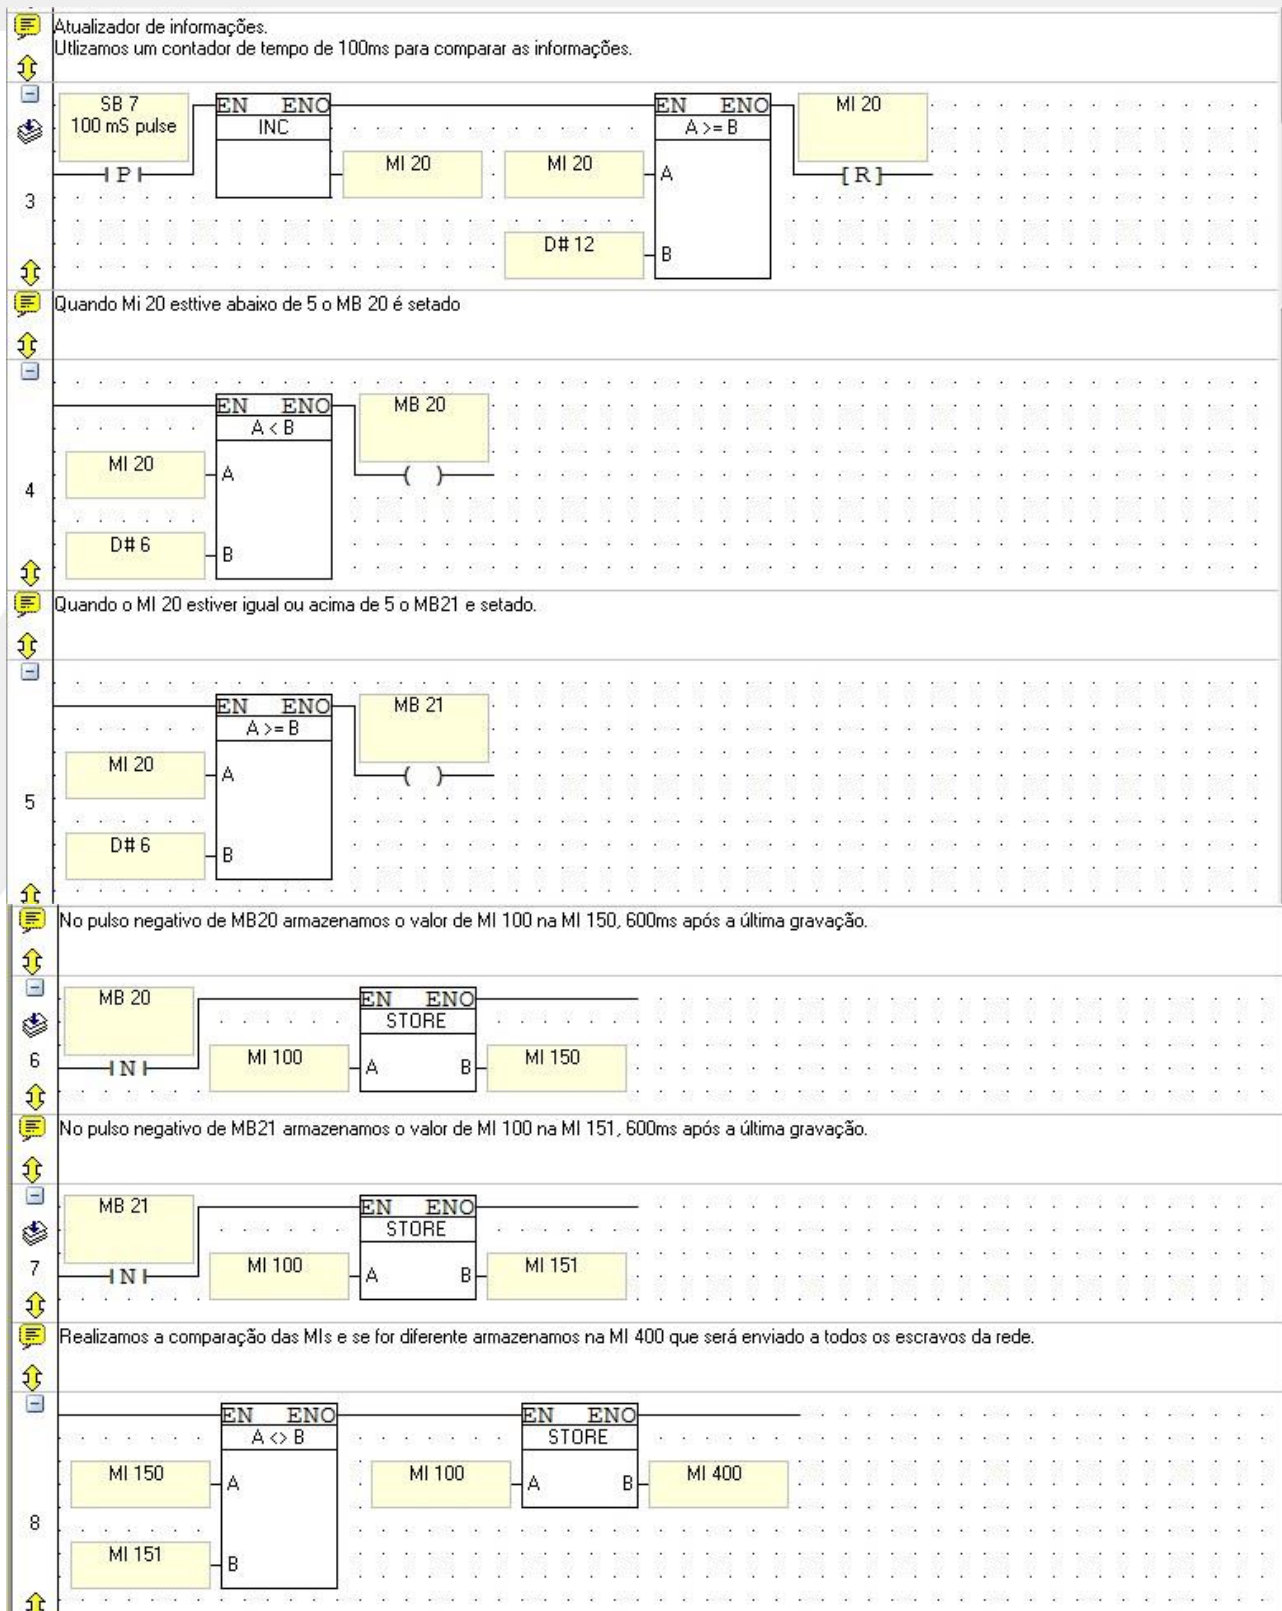 Atualizador de informações.
Utlizamos um contador de tempo de 100ms para comparar as informações.
SB 7
100 mS pulse
P
EN ENO
INC
MI 20
MI 20
D# 12
EN ENO
A >= B
A
B
MI 20
R
3
Quando Mi 20 esttive abaixo de 5 o MB 20 é setado
EN ENO
A < B
MI 20
A
D# 6
B
MB 20
4
Quando o MI 20 estiver igual ou acima de 5 o MB21 e setado.
EN ENO
A >= B
MI 20
A
D# 6
B
MB 21
5
No pulso negativo de MB20 armazenamos o valor de MI 100 na MI 150, 600ms após a última gravação.
MB 20
N
EN ENO
STORE
MI 100
A B
MI 150
6
No pulso negativo de MB21 armazenamos o valor de MI 100 na MI 151, 600ms após a última gravação.
MB 21
N
EN ENO
STORE
MI 100
A B
MI 151
7
Realizamos a comparação das MIs e se for diferente armazenamos na MI 400 que será enviado a todos os escravos da rede.
EN ENO
A <> B
MI 150
A
MI 151
B
EN ENO
STORE
MI 100
A B
MI 400
8